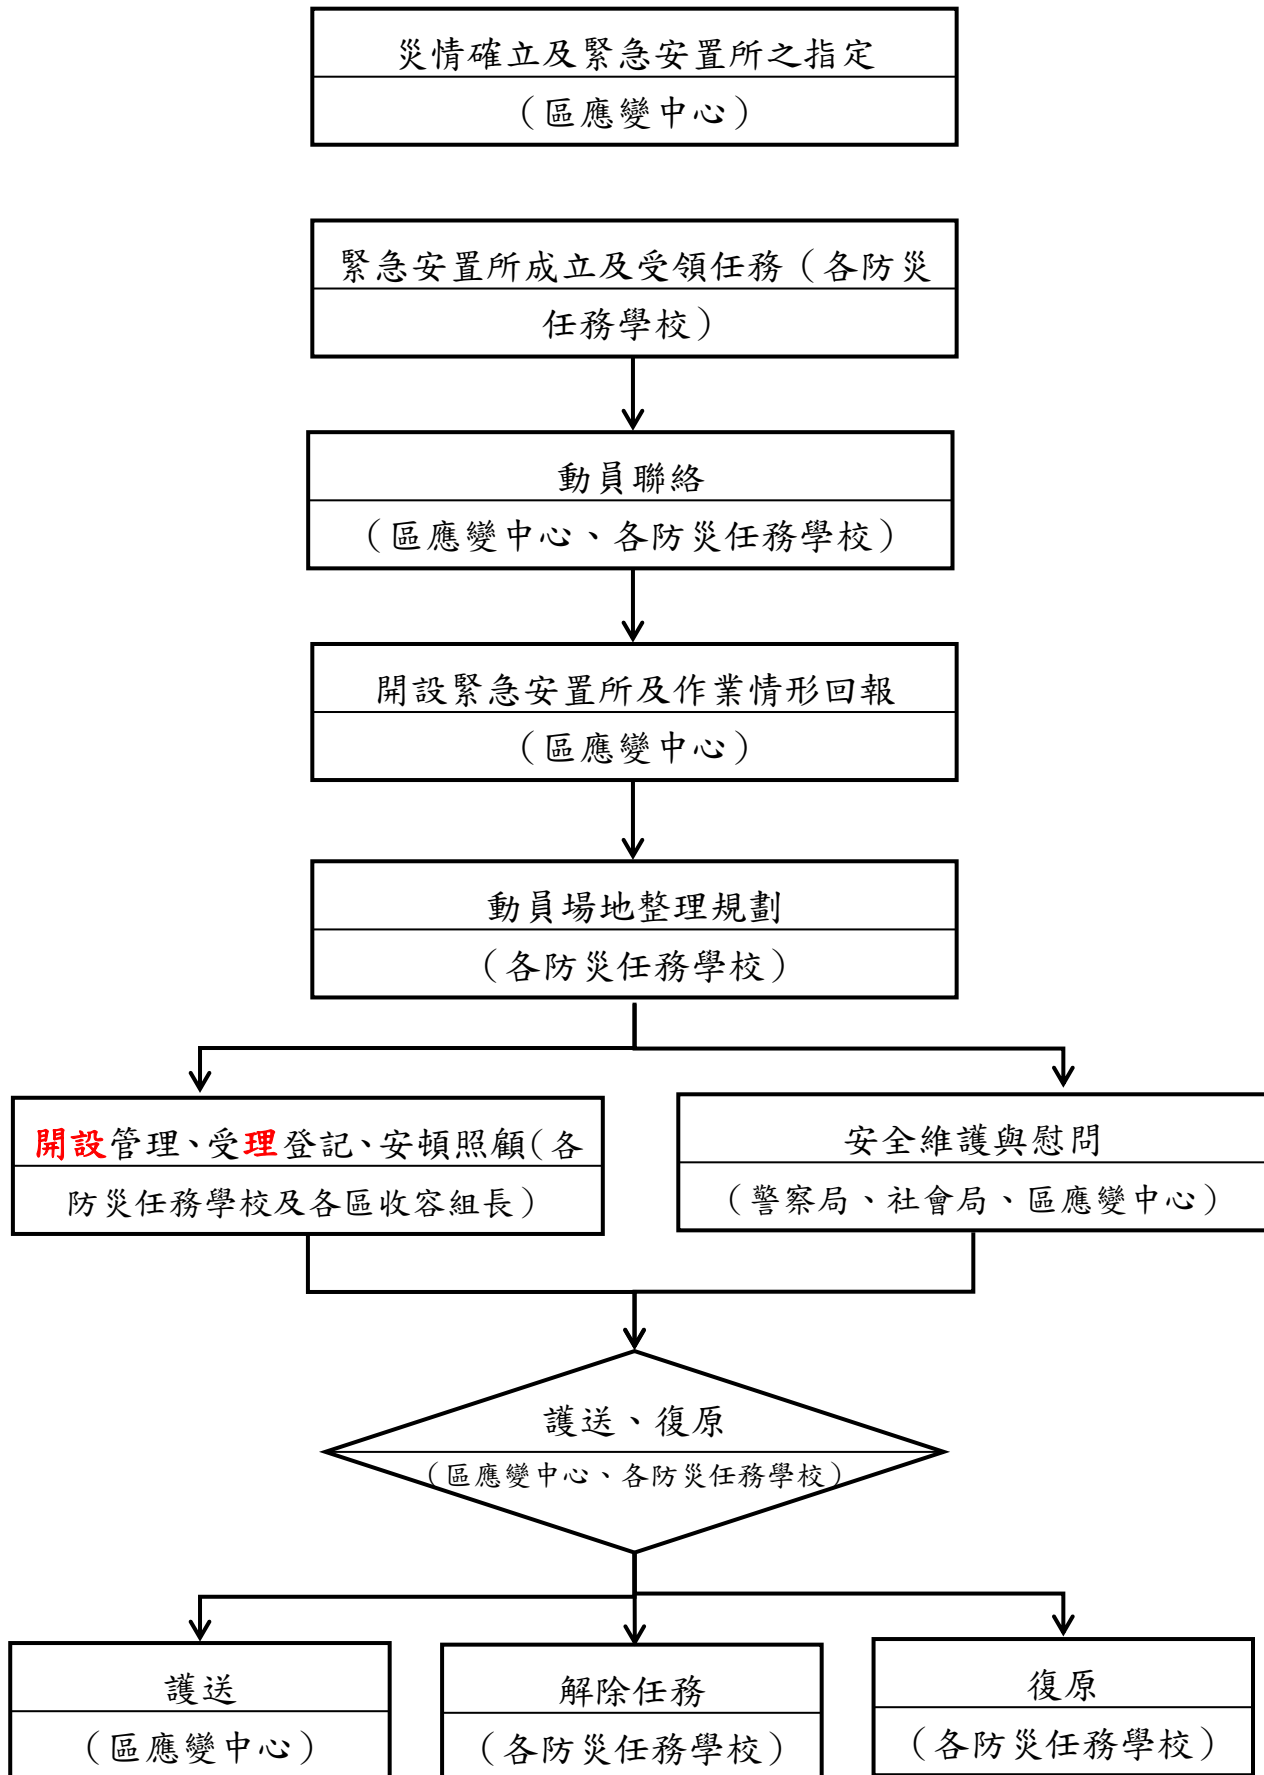 災情確立及緊急安置所之指定
（區應變中心）
緊急安置所成立及受領任務（各防災
任務學校）
動員聯絡
（區應變中心、各防災任務學校）
開設緊急安置所及作業情形回報
（區應變中心）
動員場地整理規劃
（各防災任務學校）
開設管理、受理登記、安頓照顧（各
防災任務學校及各區收容組長）
安全維護與慰問
（警察局、社會局、區應變中心）
護送、復原
（區應變中心、各防災任務學校）
護送
（區應變中心）
解除任務
（各防災任務學校）
復原
（各防災任務學校）